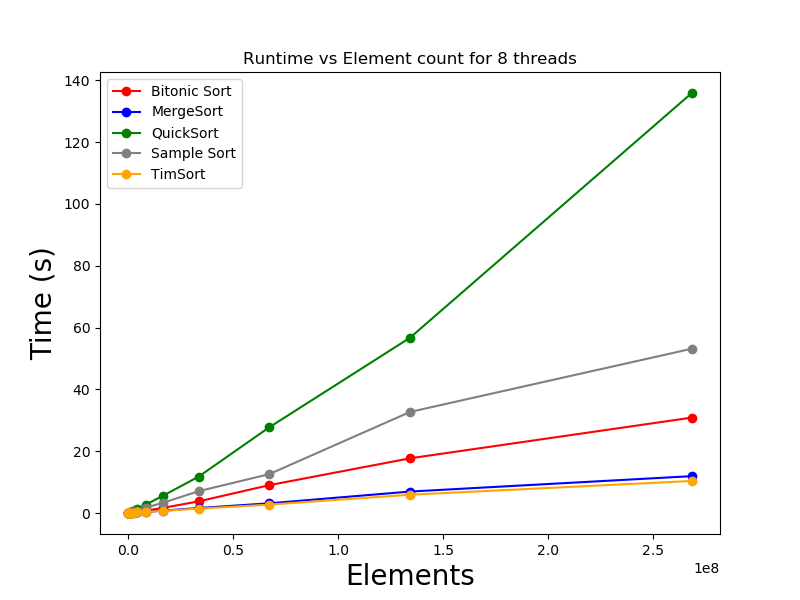 Runtime vs Element count for 8 threads
Bitonic Sort
MergeSort
QuickSort
Sample Sort
TimSort
Time (s)
140
120
100
80
60
40
20
0
0.0 0.5 1.0 1.5 2.0 2.5
1e8
Elements